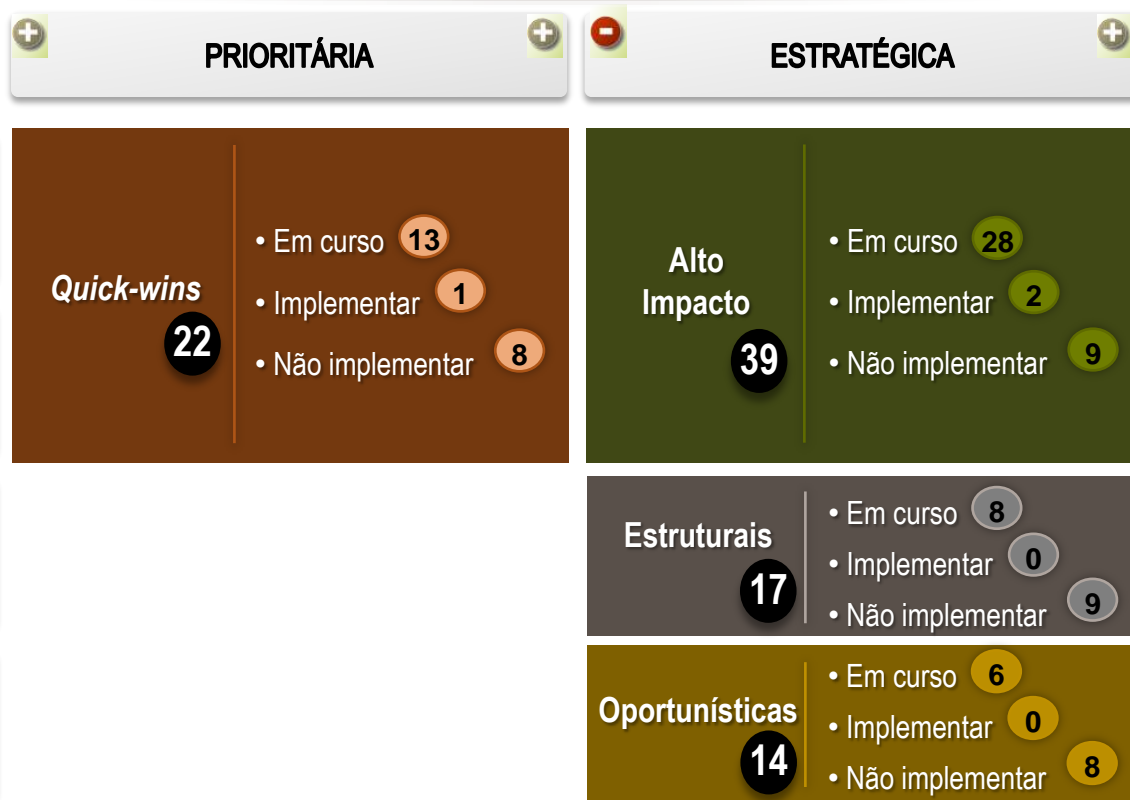 PRIORITÁRIA
ESTRATÉGICA
Quick-wins
22
• Em curso 13
• Implementar 1
• Não implementar 8
Alto
Impacto
39
• Em curso 28
• Implementar 2
• Não implementar 9
Estruturais
17
• Em curso 8
• Implementar 0
• Não implementar 9
Oportunísticas
14
• Em curso 6
• Implementar 0
• Não implementar 8